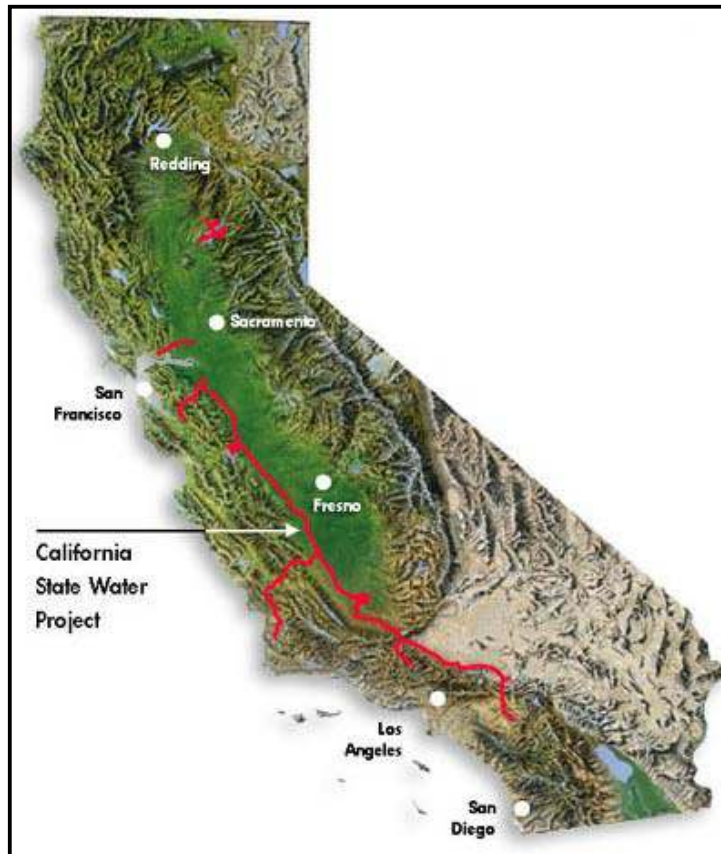 Redding
Sacramento
San
Francisco
Fresno
California
State Water
Project
Los
Angeles
San
Diego